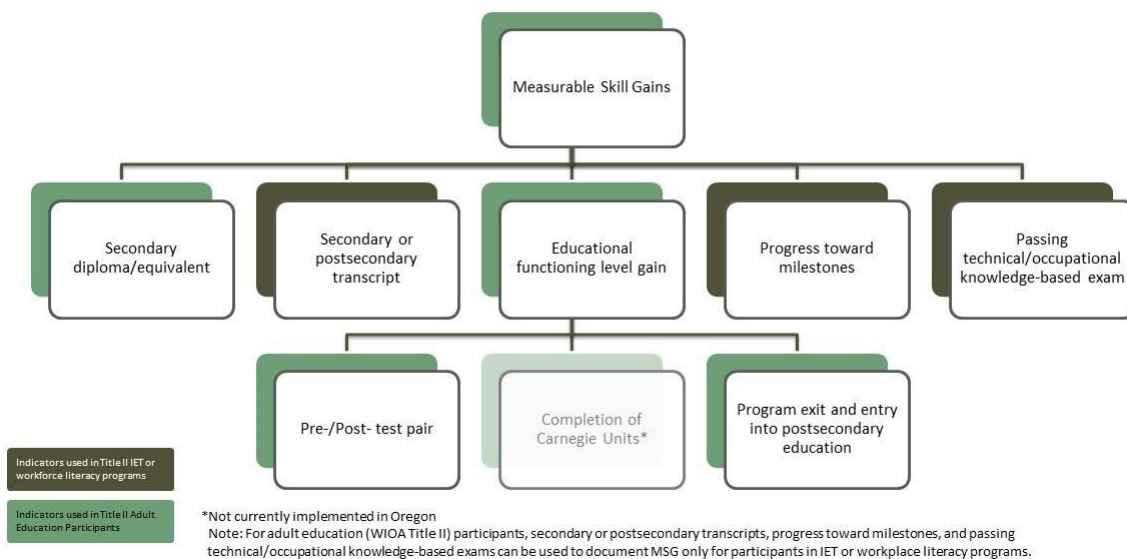 Measurable Skill Gains
Secondary
diploma/equivalent
Secondary or
postsecondary
transcript
Educational
functioning level gain
Progress toward
milestones
Passing
technical/occupational
knowledge-based exam
Pre-/Post- test pair
Completion of
Carnegie Units*
Program exit and entry
into postsecondary
education
Indicators used in Title II IET or
workforce literacy programs
Indicators used in Title II Adult
Education Participants
*Not currently implemented in Oregon
Note: For adult education (WIOA Title II) participants, secondary or postsecondary transcripts, progress toward milestones, and passing
technical/occupational knowledge-based exams can be used to document MSG only for participants in IET or workplace literacy programs.